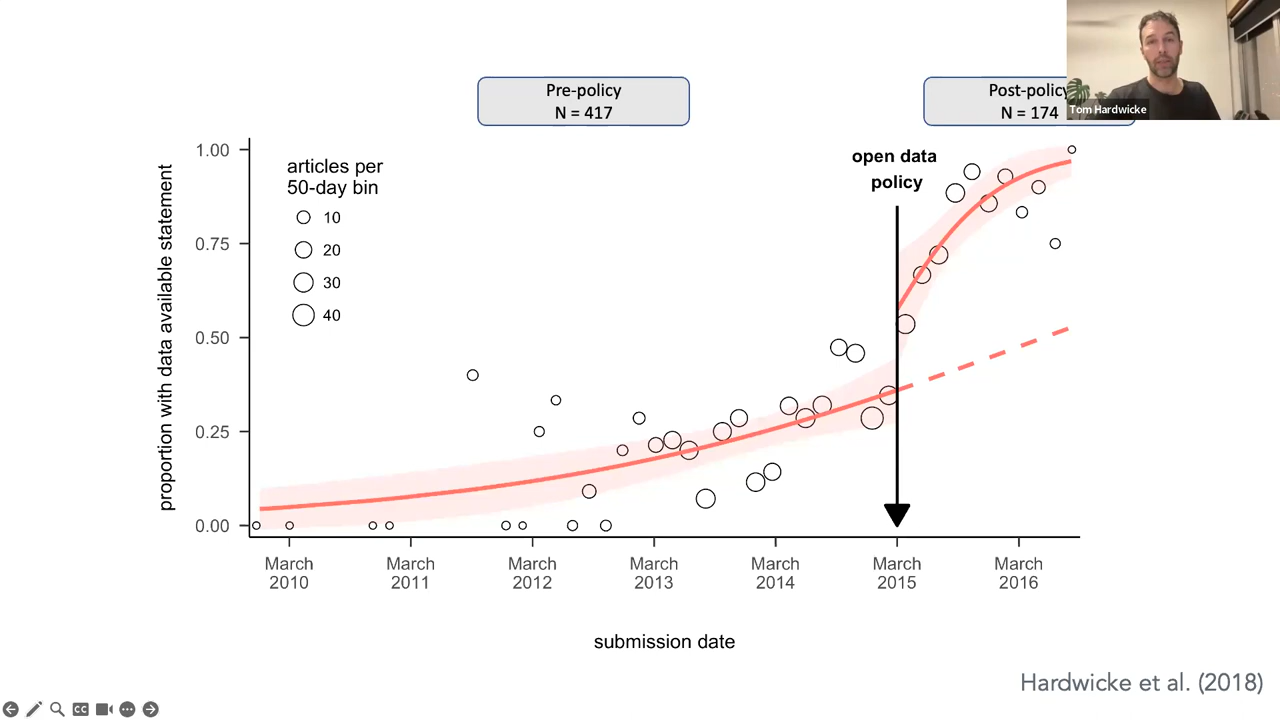 Pre-policy
N = 417
Post-policy
N = 174
Tom Hardwicke
open data
policy
articles per
50-day bin
10
20
30
40
proportion with data available statement
1.00
0.75
0.50
0.25
0.00
March
2010
March
2011
March
2012
March
2013
March
2014
March
2015
March
2016
submission date
Hardwicke et al. (2018)
CC